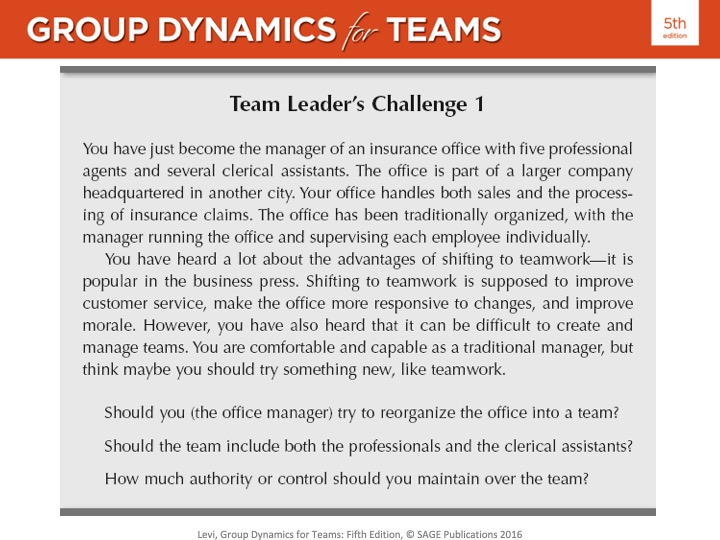 GROUP DYNAMICS for TEAMS
5th
edition
Team Leader's Challenge 1
You have just become the manager of an insurance office with five professional
agents and several clerical assistants. The office is part of a larger company
headquartered in another city. Your office handles both sales and the process-
ing of insurance claims. The office has been traditionally organized, with the
manager running the office and supervising each employee individually.
You have heard a lot about the advantages of shifting to teamwork—it is
popular in the business press. Shifting to teamwork is supposed to improve
customer service, make the office more responsive to changes, and improve
morale. However, you have also heard that it can be difficult to create and
manage teams. You are comfortable and capable as a traditional manager, but
think maybe you should try something new, like teamwork.
Should you (the office manager) try to reorganize the office into a team?
Should the team include both the professionals and the clerical assistants?
How much authority or control should you maintain over the team?
Levi, Group Dynamics for Teams: Fifth Edition, © SAGE Publications 2016